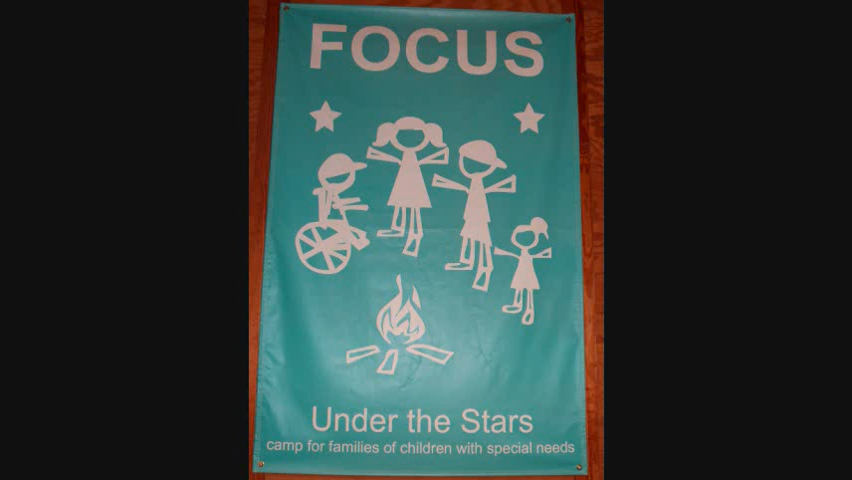 FOCUS
Under the Stars
camp for families of children with special needs